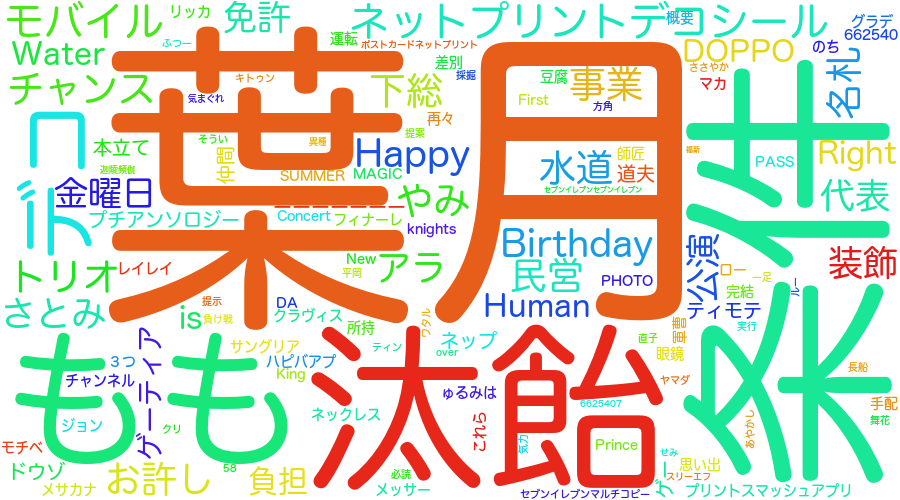 モバイル
リッカ
免許
ネットプリントデコシール
概要
グラデ
662540
Water
ふつー
運転
ポストカードネットプリント
差別
採掘
DOPPO
のち
名札
チャンス
キトゥン
気まぐれ
下総
豆腐
事業
ささやか
マカ
First
方角
葉月
条件
デコ
本立て
そうい
異種
提案
再々
仲間
Happy
水道
師匠
道夫
PASS
Right
金曜日
SUMMER
MAGIC
セブンイレブンセブンイレブン
代表
プチアンソロジー
Concert
フィナーレ
やみ
knights
Birthday
公演
装飾
トリオ
レイレイ
New
平岡
アラ
民営
PHOTO
ロー
一足
完結
ルー
さとみ
is
提示
負け戦
DA
クラヴィス
所持
Human
ティモテ
実行
もも
ゲーティア
サングリア
ハピバアプ
ティン
ワタル
over
ネップ
直子
眼鏡
3つ
チャンネル
King
汰飴
ゅるみは
ヤマダ
長船
ジョン
クリ
ネックレス
これら
6625407
あやかし
手配
舞花
モチベ
ドウゾ
メサカナ
お許し
58
負担
必読
メッサー
気力
Prince
せみ
思い出
スリーエフ
グー
セブンイレブンマルチコピー
プリントスマッシュアプリ